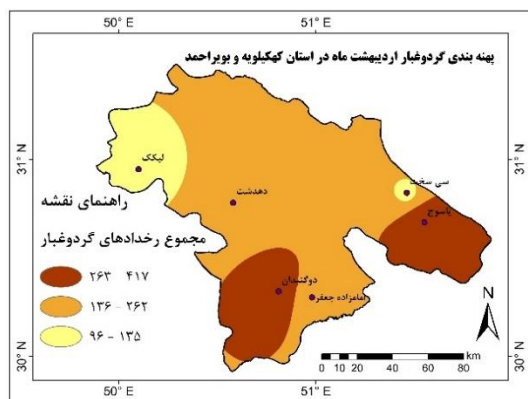 50° E 51° E
پهنه بندی گردوغبار اردیبهشت ماه در استان کهکیلویه و بویراحمد
31° N 31° N
لیکک
سی سخت
دهدشت
یاسوج
راهنمای نقشه
مجموع رخدادهای گردوغبار
دوگنبدان
امامزاده جعفر
۲۶۳ - ۴۱۷
۱۳۶ - ۲۶۲
۹۶ - ۱۳۵
N
30° N 30° N
0 5 10 20 40 60 80 km
50° E 51° E